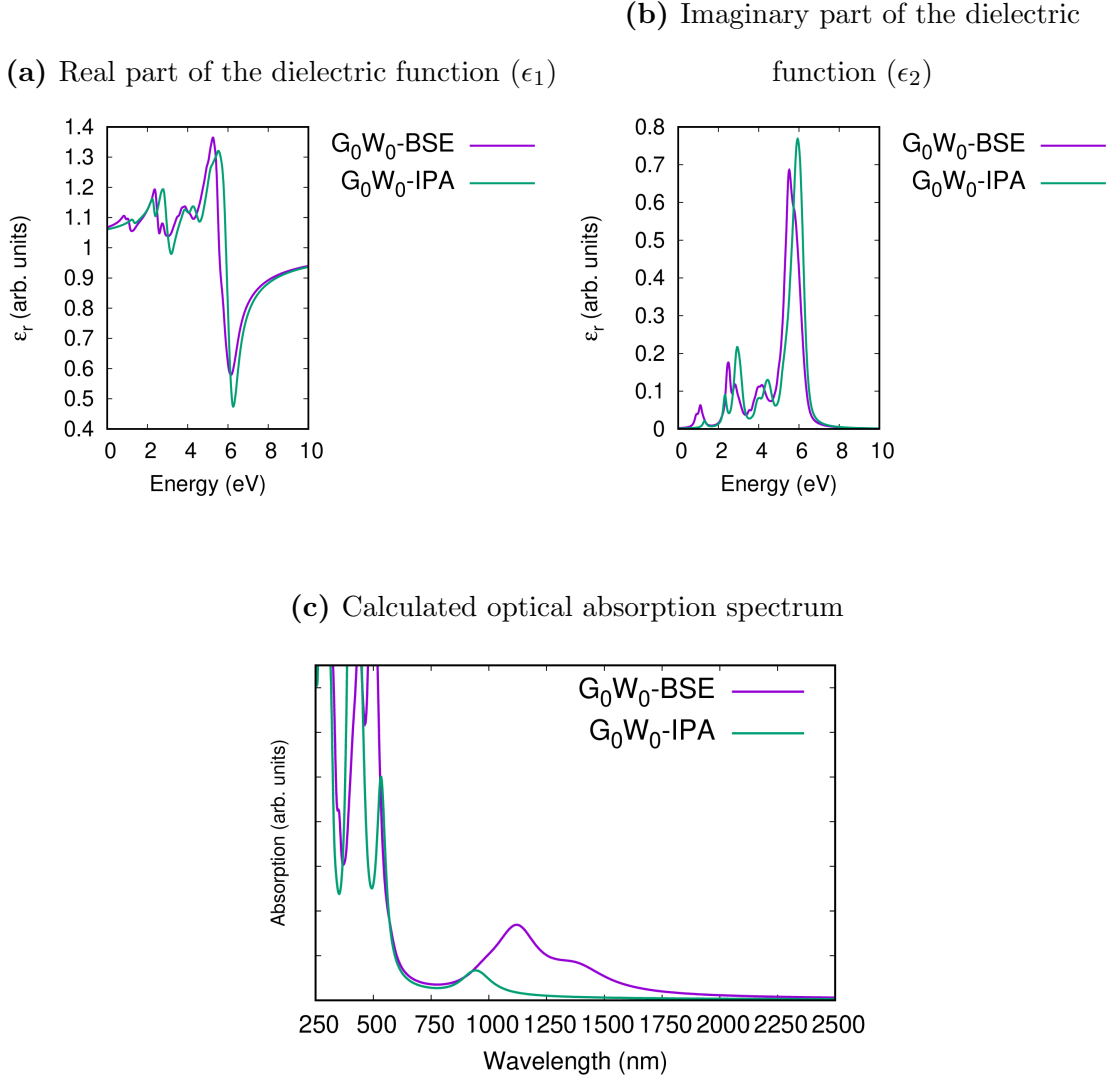 (a) Real part of the dielectric function (ϵ₁)
1.4
1.3
1.2
1.1
1
0.9
0.8
0.7
0.6
0.5
0.4
εᵣ (arb. units)
G₀W₀-BSE
G₀W₀-IPA
0 2 4 6 8 10
Energy (eV)
(b) Imaginary part of the dielectric
function (ϵ₂)
0.8
0.7
0.6
0.5
0.4
0.3
0.2
0.1
0
εᵣ (arb. units)
G₀W₀-BSE
G₀W₀-IPA
0 2 4 6 8 10
Energy (eV)
(c) Calculated optical absorption spectrum
Absorption (arb. units)
G₀W₀-BSE
G₀W₀-IPA
250 500 750 1000 1250 1500 1750 2000 2250 2500
Wavelength (nm)